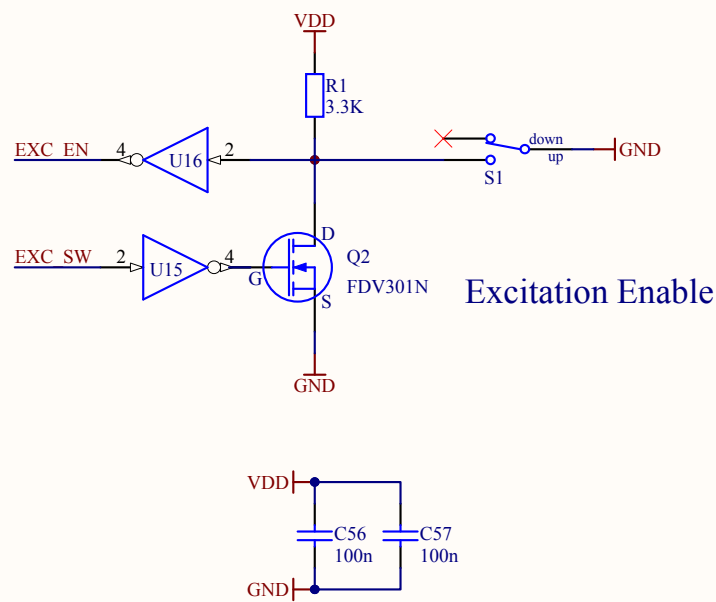 VDD
R1
3.3K
EXC_EN
4
U16
2
down
up
GND
S1
EXC_SW
2
U15
4
G
D
Q2
FDV301N
S
Excitation Enable
GND
VDD
C56
100n
C57
100n
GND